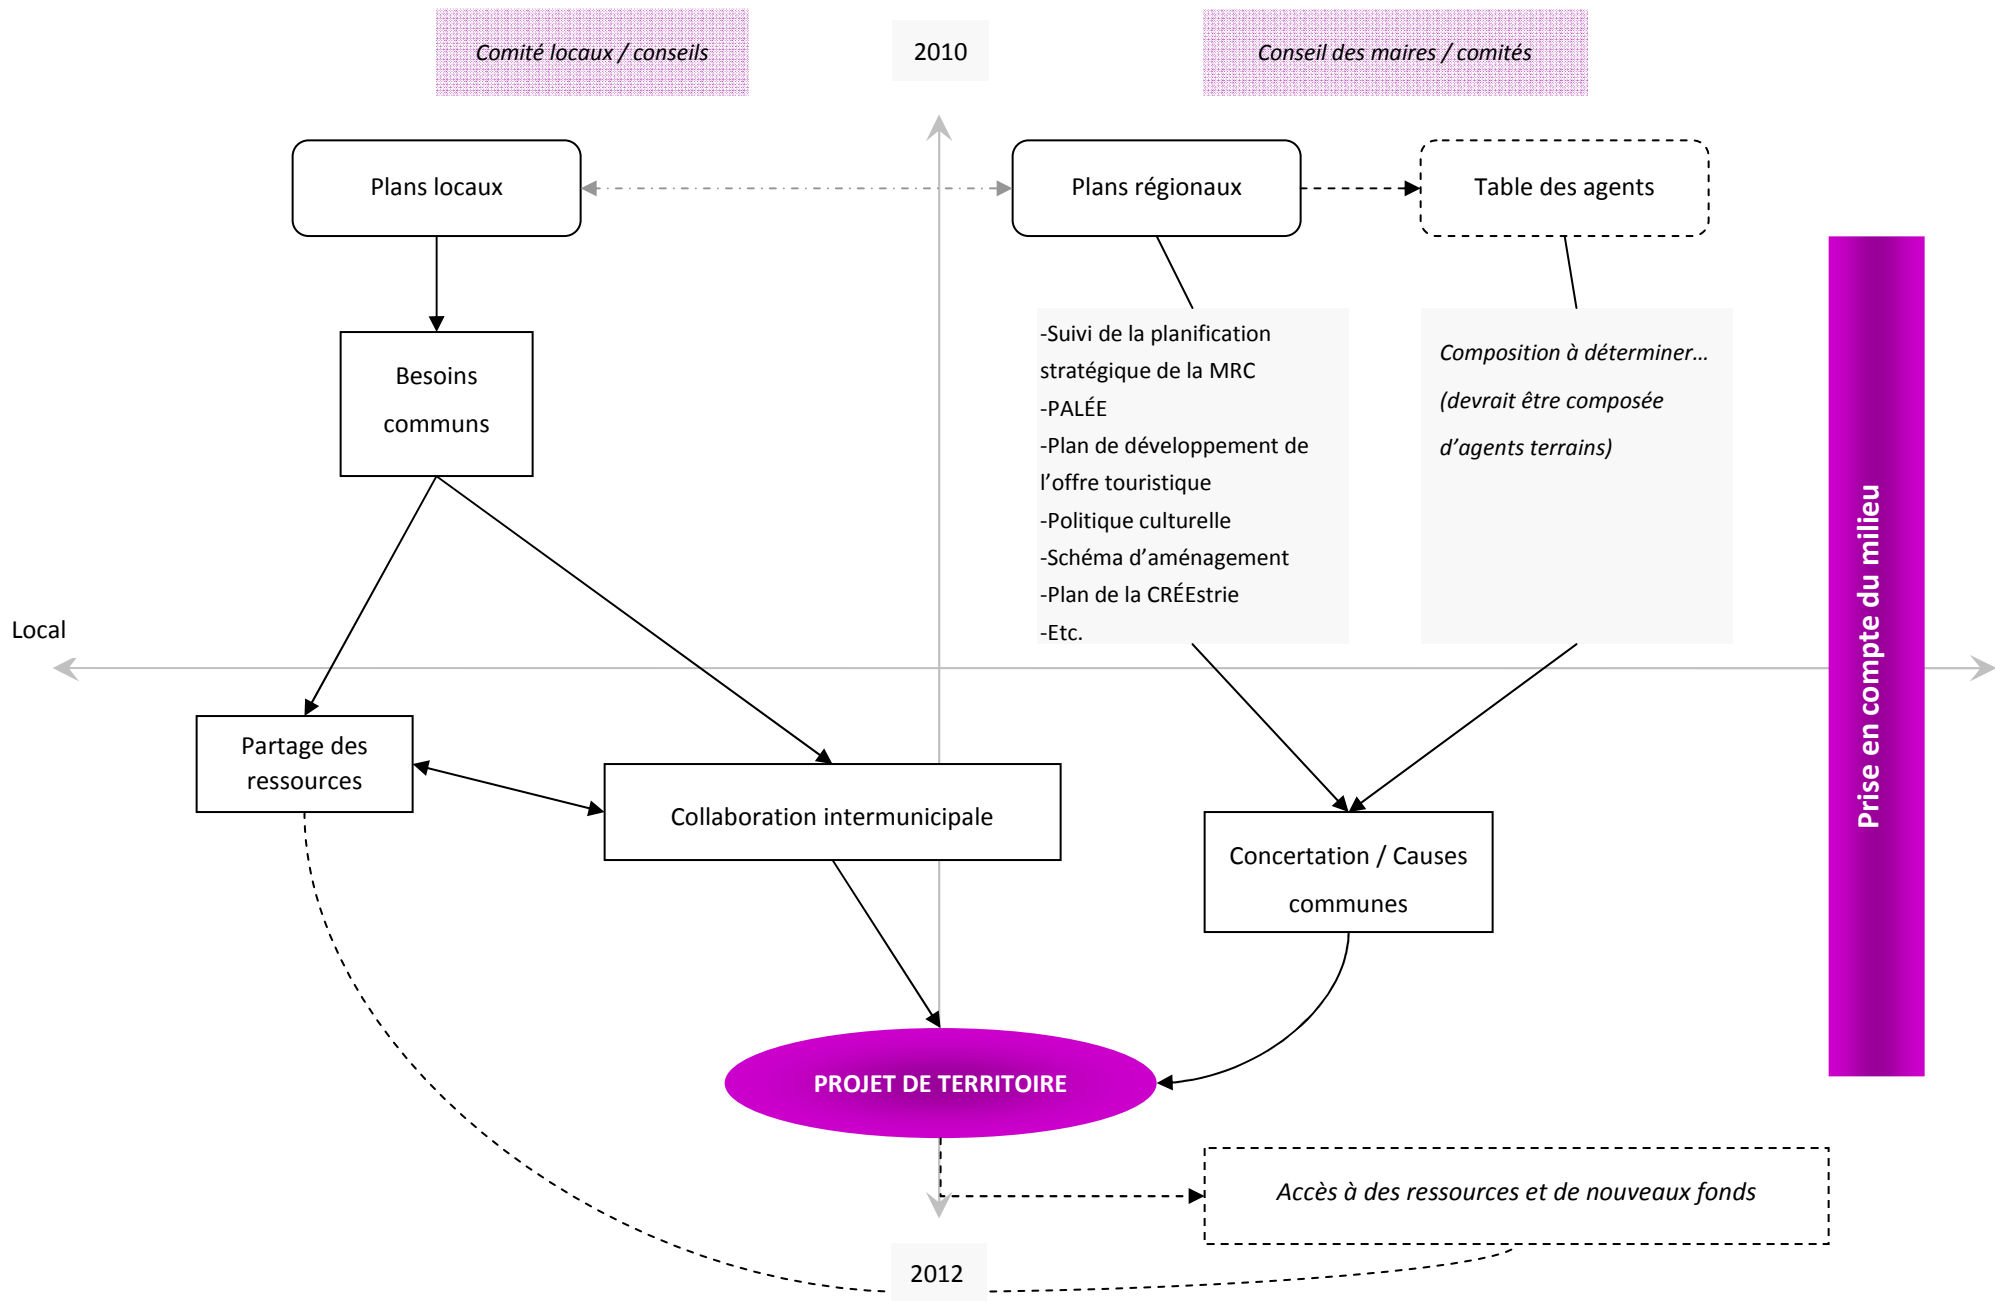 Comité locaux / conseils
2010
Conseil des maires / comités
Plans locaux
Plans régionaux
Table des agents
Besoins
communs
-Suivi de la planification
stratégique de la MRC
-PALÉE
-Plan de développement de
l’offre touristique
-Politique culturelle
-Schéma d’aménagement
-Plan de la CRÉEstrie
-Etc.
Composition à déterminer…
(devrait être composée
d’agents terrains)
Prise en compte du milieu
Local
Partage des
ressources
Collaboration intermunicipale
Concertation / Causes
communes
PROJET DE TERRITOIRE
Accès à des ressources et de nouveaux fonds
2012